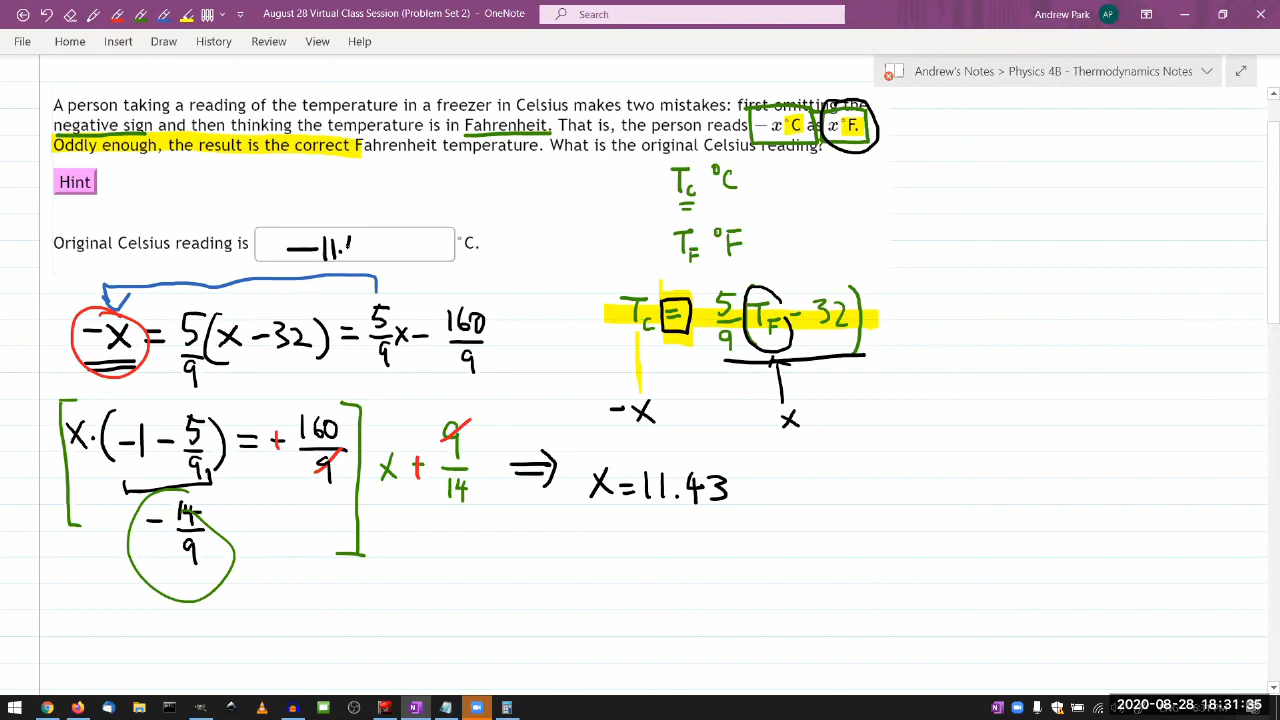 August 28 Virtual Class Session (Problem Set 2) - OneNote
Search
Andrew Park AP
File Home Insert Draw History Review View Help
Andrew's Notes > Physics 4B - Thermodynamics Notes
A person taking a reading of the temperature in a freezer in Celsius makes two mistakes: first omitting the
negative sign and then thinking the temperature is in Fahrenheit. That is, the person reads −x°C as x°F.
Oddly enough, the result is the correct Fahrenheit temperature. What is the original Celsius reading?
Hint
T_C °C
T_F °F
Original Celsius reading is —11. °C.
T_C = 5/9 (T_F - 32)
-x = 5/9 (x - 32) = 5/9 x - 160/9
-x x
x · (-1 - 5/9) = + 160/9 x + 9/14 ⇒ x = 11.43
- 14/9
2020-08-28 18:31:35